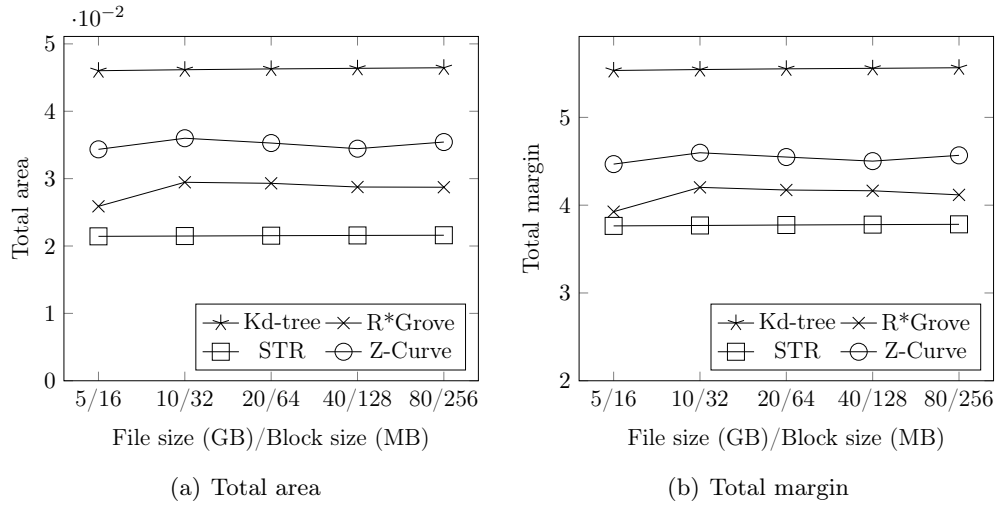 ·10⁻²
5
4
3
2
1
0
Total area
Kd-tree R*Grove
STR Z-Curve
5/16 10/32 20/64 40/128 80/256
File size (GB)/Block size (MB)
(a) Total area
5
4
3
2
Total margin
Kd-tree R*Grove
STR Z-Curve
5/16 10/32 20/64 40/128 80/256
File size (GB)/Block size (MB)
(b) Total margin